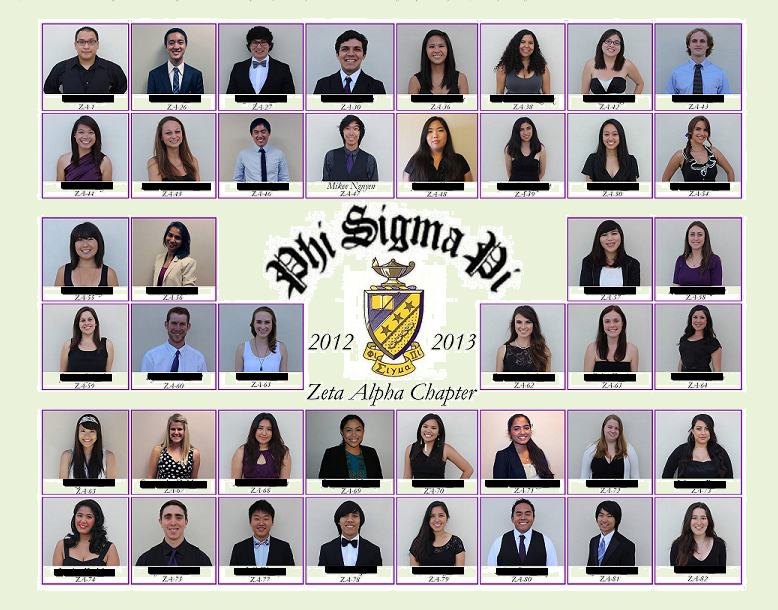 ZA-1 ZA-26 ZA-27 ZA-30 ZA-36 ZA-38 ZA-42 ZA-43
Mikee Nguyen
ZA-44 ZA-45 ZA-46 ZA-47 ZA-48 ZA-49 ZA-50 ZA-54
Phi Sigma Pi
ZA-55 ZA-56 ZA-57 ZA-58
2012 2013
ΦΣ Σίγμα ΠΙ
ZA-59 ZA-60 ZA-61 ZA-62 ZA-63 ZA-64
Zeta Alpha Chapter
ZA-65 ZA-67 ZA-68 ZA-69 ZA-70 ZA-71 ZA-72 ZA-73
ZA-74 ZA-75 ZA-77 ZA-78 ZA-79 ZA-80 ZA-81 ZA-82